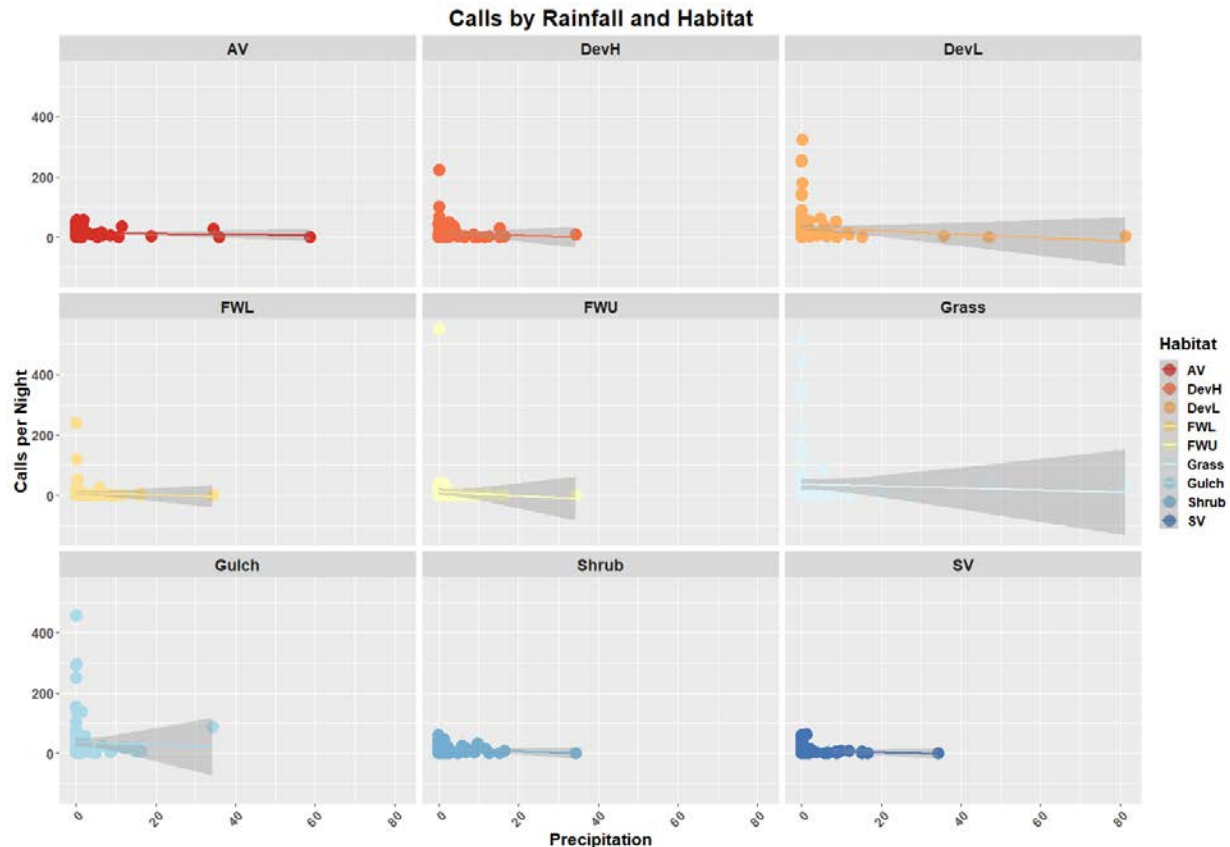 Calls by Rainfall and Habitat
AV DevH DevL
400
200
0
FWL FWU Grass
400
200
0
Gulch Shrub SV
400
200
0
0 20 40 60 80 0 20 40 60 80 0 20 40 60 80
Precipitation
Calls per Night
Habitat
AV
DevH
DevL
FWL
FWU
Grass
Gulch
Shrub
SV